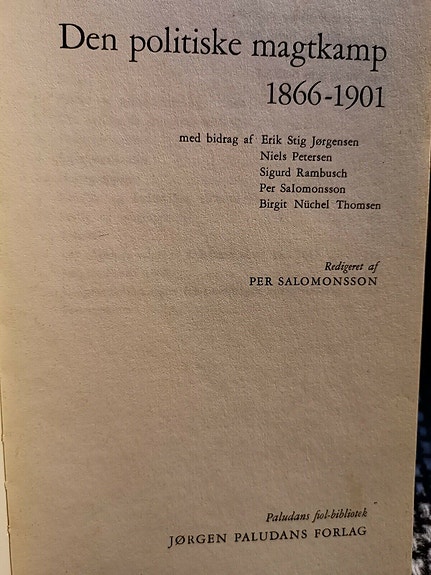 Den politiske magtkamp
1866-1901
med bidrag af Erik Stig Jørgensen
Niels Petersen
Sigurd Rambusch
Per Salomonsson
Birgit Nüchel Thomsen
Redigeret af
PER SALOMONSSON
Paludans fiol-bibliotek
JØRGEN PALUDANS FORLAG